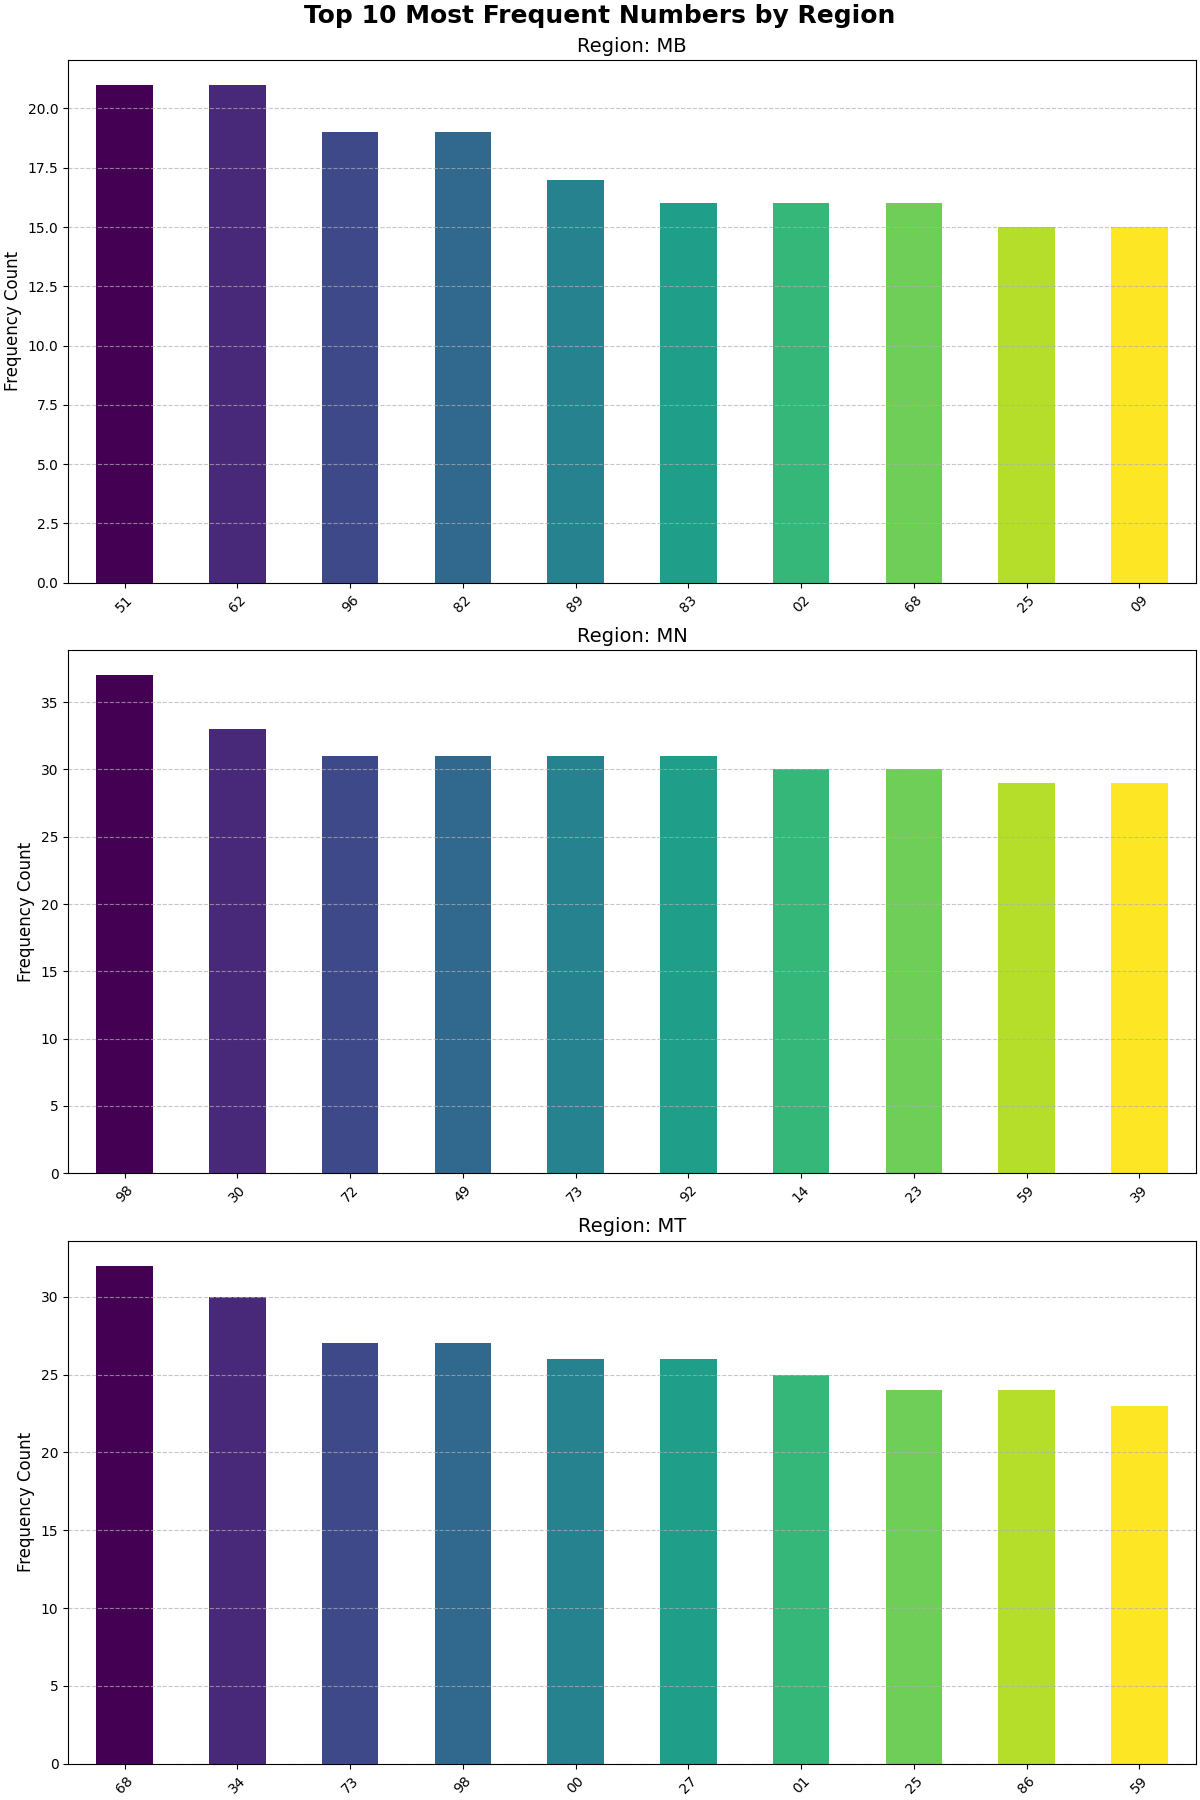 Top 10 Most Frequent Numbers by Region
Region: MB
Frequency Count
20.0
17.5
15.0
12.5
10.0
7.5
5.0
2.5
0.0
51 62 96 82 89 83 02 68 25 09
Region: MN
Frequency Count
35
30
25
20
15
10
5
0
98 30 72 49 73 92 14 23 59 39
Region: MT
Frequency Count
30
25
20
15
10
5
0
68 34 73 98 00 27 01 25 86 59